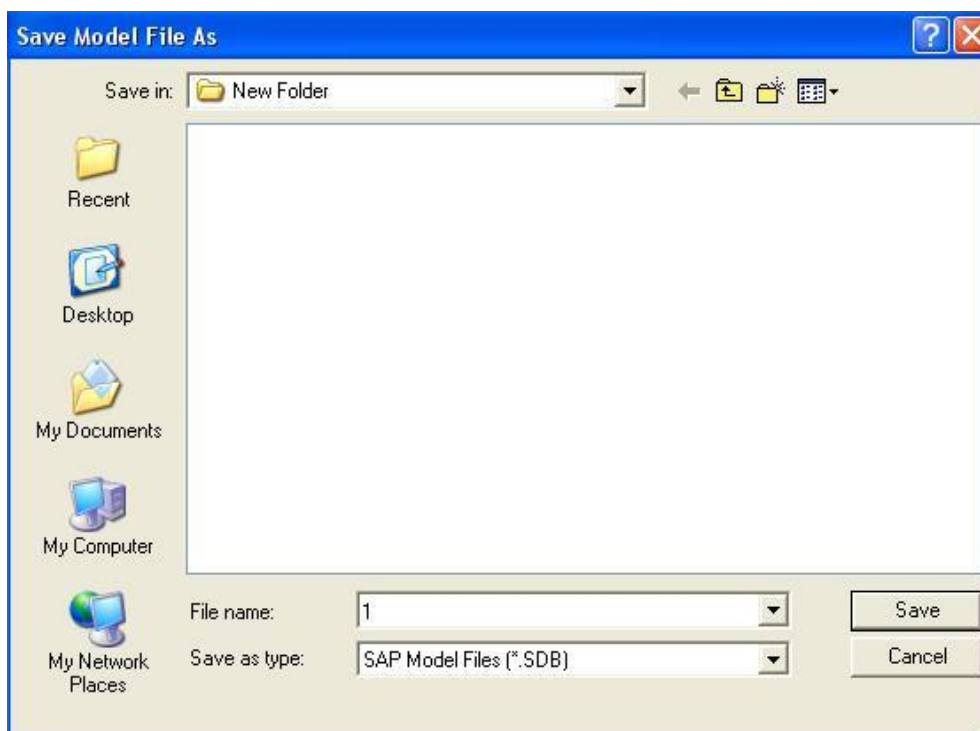 Save Model File As
?
Save in: New Folder
Recent
Desktop
My Documents
My Computer
My Network
Places
File name: 1
Save
Save as type: SAP Model Files (*.SDB)
Cancel